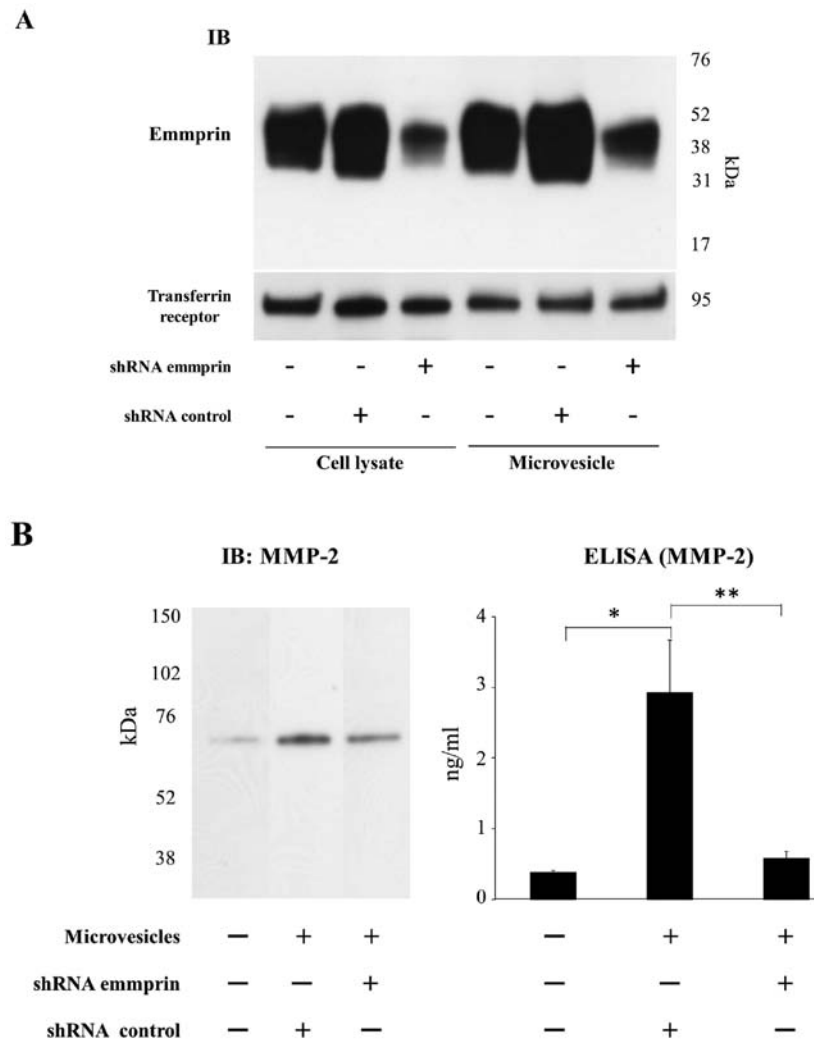 A
IB
76
52
Emmprin
38
kDa
31
17
Transferrin
receptor
95
shRNA emmprin - - + - - +
shRNA control - + - - + -
Cell lysate Microvesicle
B
IB: MMP-2 ELISA (MMP-2)
150
102
76
kDa
52
38
* **
4
3
ng/ml
2
1
0
Microvesicles − + + − + +
shRNA emmprin − − + − − +
shRNA control − + − − + −